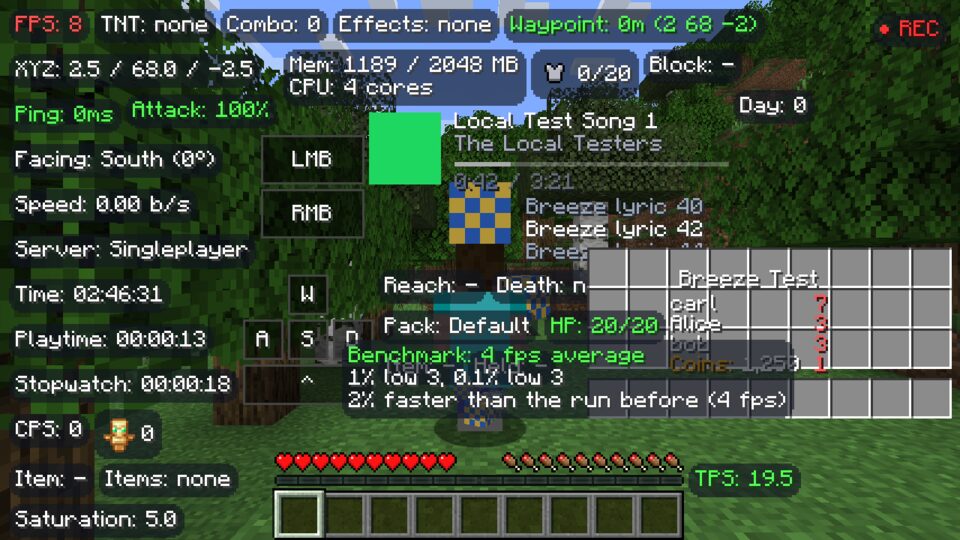 FPS: 8 TNT: none Combo: 0 Effects: none Waypoint: 0m (2 68 -2)
REC
XYZ: 2.5 / 68.0 / -2.5
Mem: 1189 / 2048 MB
CPU: 4 cores
0/20
Block: -
Day: 0
Ping: 0ms
Attack: 100%
Local Test Song 1
The Local Testers
0:42 / 3:21
Facing: South (0°)
LMB
Speed: 0.00 b/s
RMB
Breeze lyric 40
Breeze lyric 42
Breeze
Server: Singleplayer
Time: 02:46:31
W
Reach: - Death: n
Breeze Test
carl 7
Alice 3
bob 3
Coins: 1,250 1
Playtime: 00:00:13
A S D
Pack: Default HP: 20/20
Benchmark: 4 fps average
1% low 3, 0.1% low 3
2% faster than the run before (4 fps)
Stopwatch: 00:00:18
^
CPS: 0
0
Item: - Items: none
TPS: 19.5
Saturation: 5.0